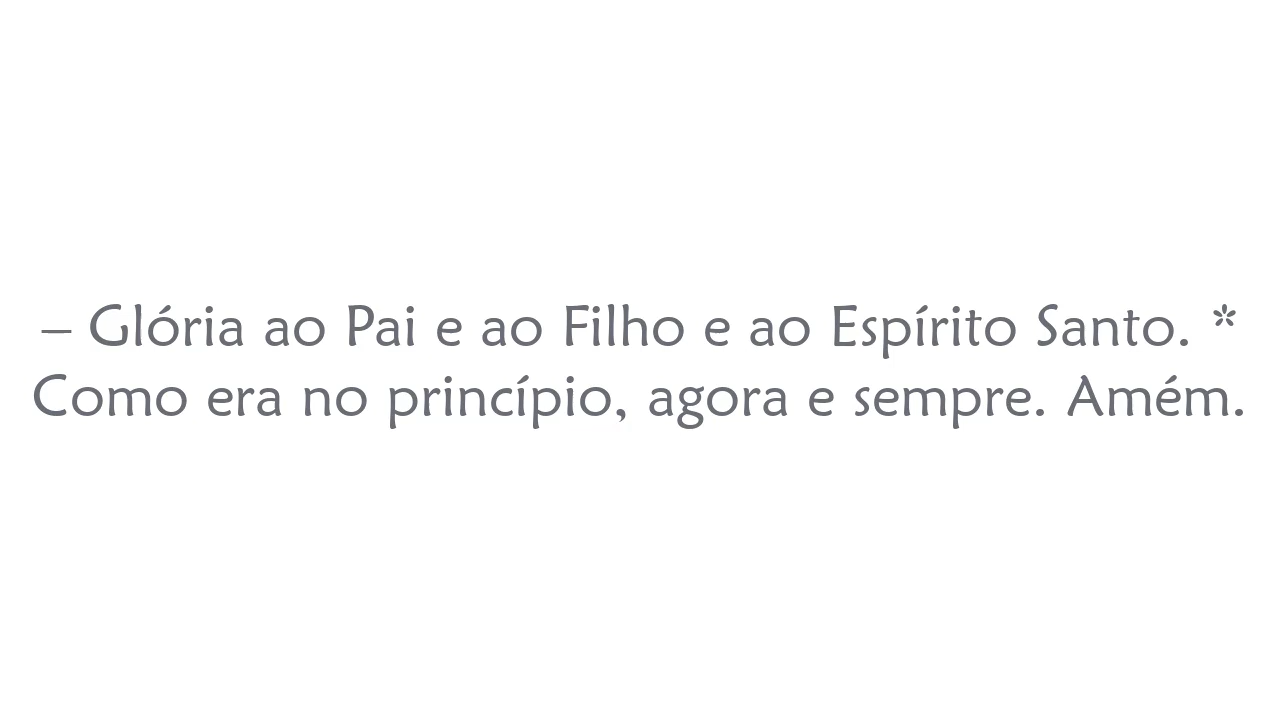 – Glória ao Pai e ao Filho e ao Espírito Santo. *
Como era no princípio, agora e sempre. Amém.